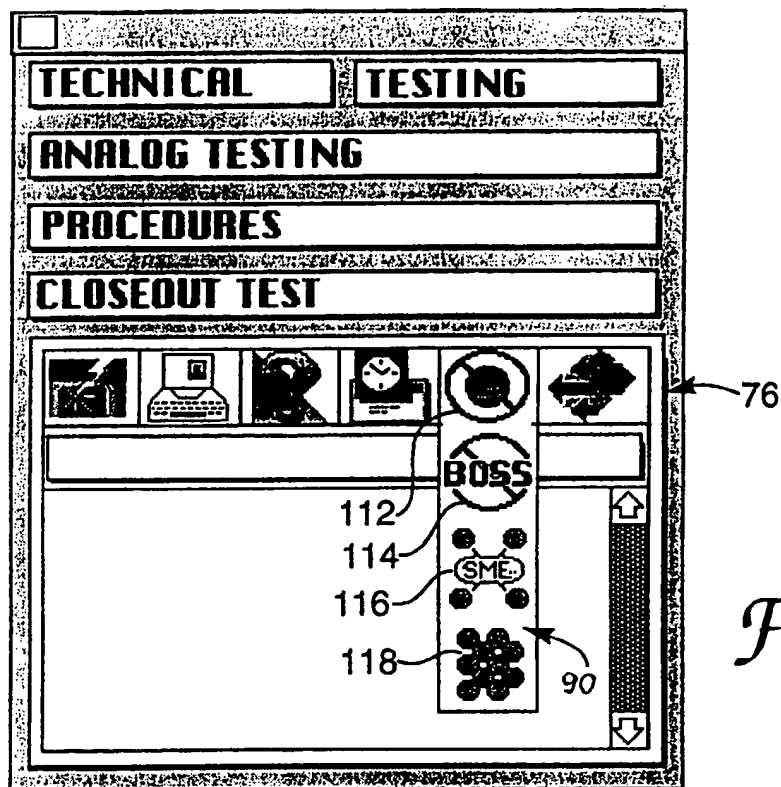 TECHNICAL TESTING
ANALOG TESTING
PROCEDURES
CLOSEOUT TEST
76
BOSS
112
114
SME..
116
118
90
F